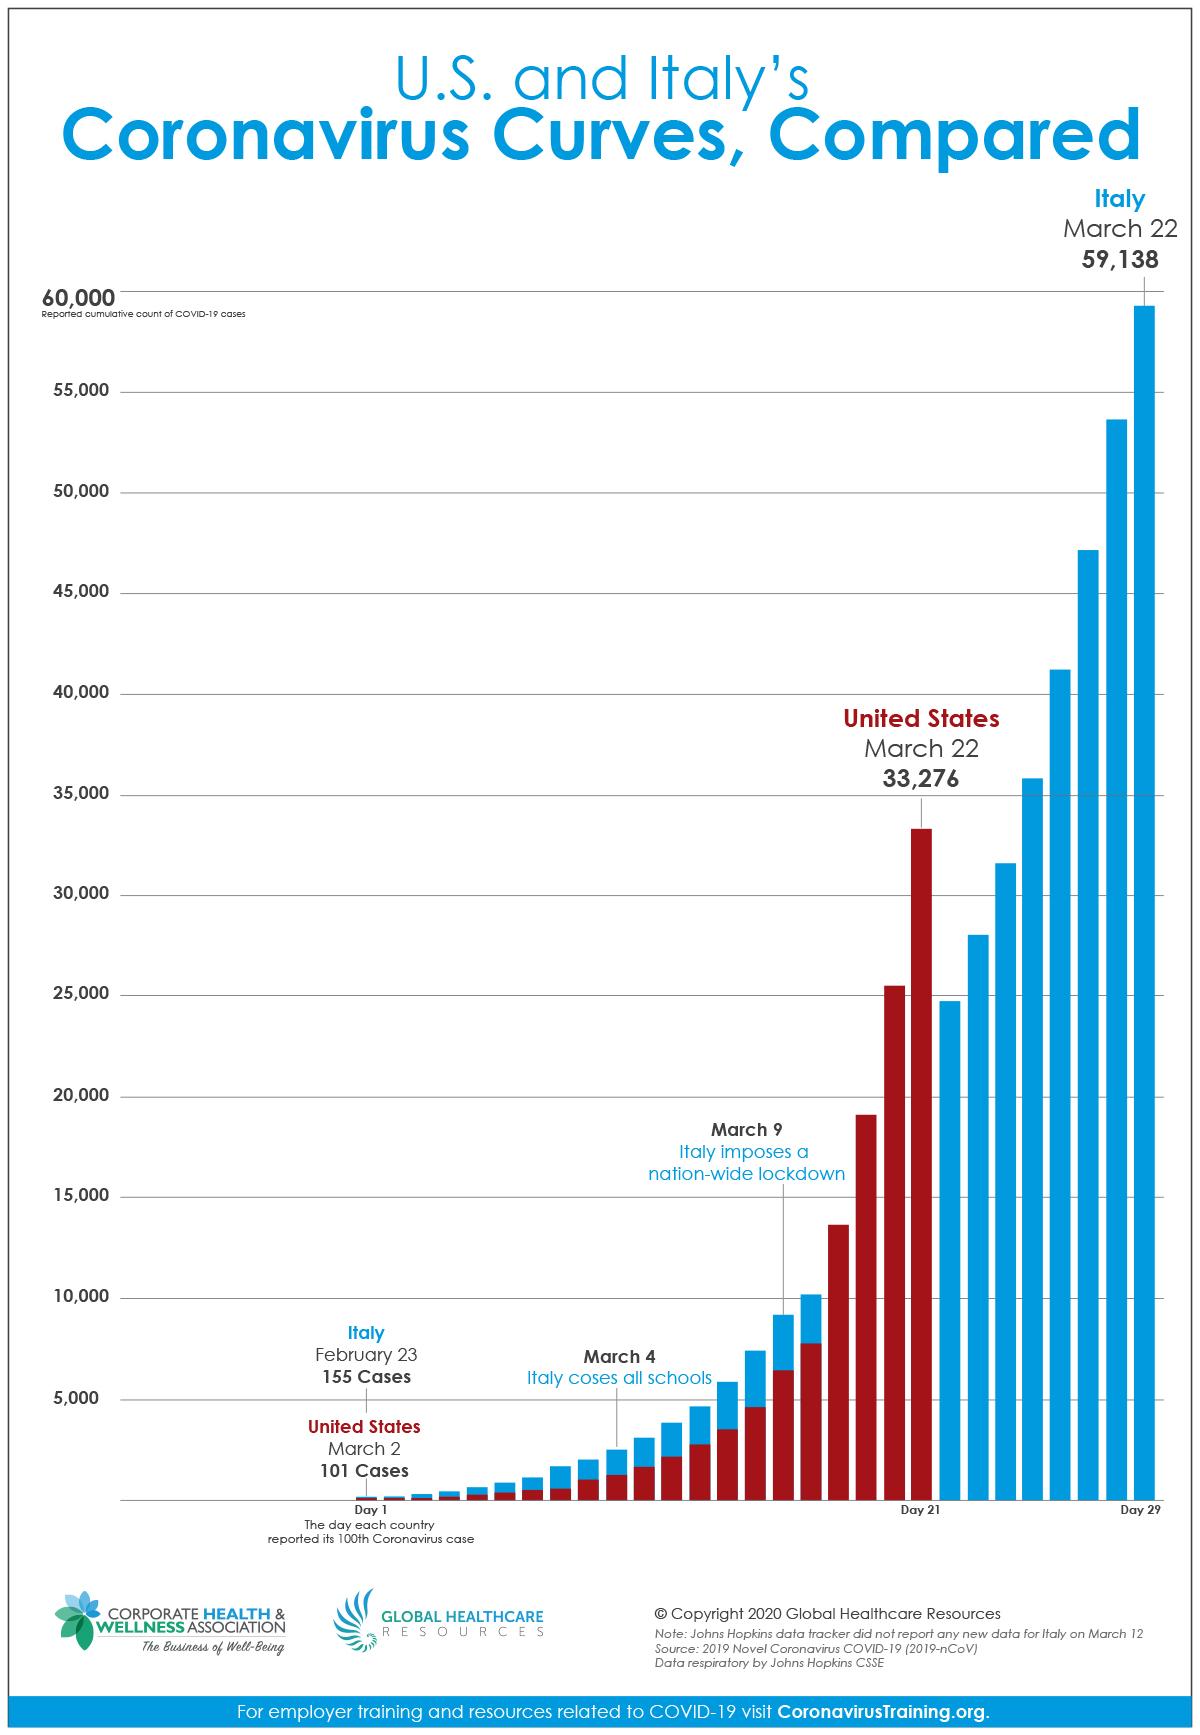 U.S. and Italy's
Coronavirus Curves, Compared
Italy
March 22
59,138
60,000
Reported cumulative count of COVID-19 cases
55,000
50,000
45,000
40,000
United States
March 22
33,276
35,000
30,000
25,000
20,000
March 9
Italy imposes a
nation-wide lockdown
15,000
10,000
Italy
February 23
155 Cases
March 4
Italy coses all schools
5,000
United States
March 2
101 Cases
Day 1
Day 21
Day 29
The day each country
reported its 100th Coronavirus case
CORPORATE HEALTH &
WELLNESS ASSOCIATION
The Business of Well-Being
GLOBAL HEALTHCARE
RESOURCES
© Copyright 2020 Global Healthcare Resources
Note: Johns Hopkins data tracker did not report any new data for Italy on March 12
Source: 2019 Novel Coronavirus COVID-19 (2019-nCoV)
Data respiratory by Johns Hopkins CSSE
For employer training and resources related to COVID-19 visit CoronavirusTraining.org.